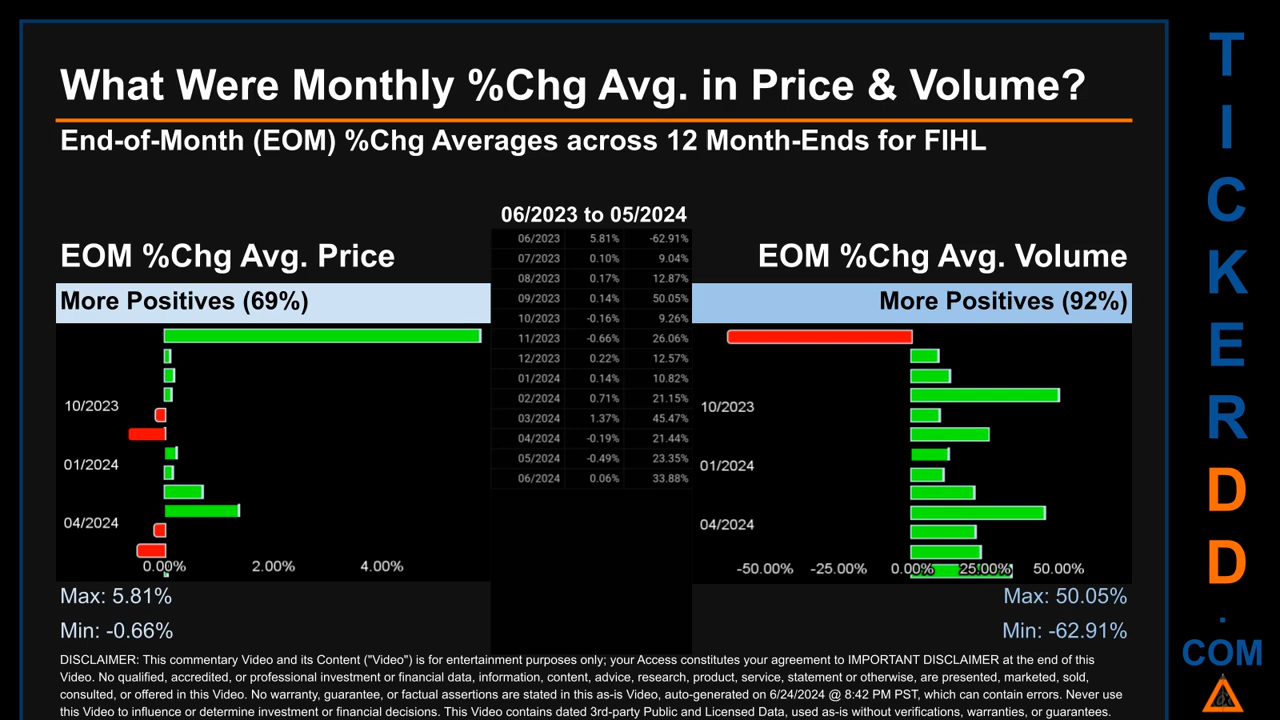 What Were Monthly %Chg Avg. in Price & Volume?
End-of-Month (EOM) %Chg Averages across 12 Month-Ends for FIHL
06/2023 to 05/2024
EOM %Chg Avg. Price
More Positives (69%)
10/2023
01/2024
04/2024
0.00% 2.00% 4.00%
Max: 5.81%
Min: -0.66%
06/2023 5.81% -62.91%
07/2023 0.10% 9.04%
08/2023 0.17% 12.87%
09/2023 0.14% 50.05%
10/2023 -0.16% 9.26%
11/2023 -0.66% 26.06%
12/2023 0.22% 12.57%
01/2024 0.14% 10.82%
02/2024 0.71% 21.15%
03/2024 1.37% 45.47%
04/2024 -0.19% 21.44%
05/2024 -0.49% 23.35%
06/2024 0.06% 33.88%
EOM %Chg Avg. Volume
More Positives (92%)
10/2023
01/2024
04/2024
-50.00% -25.00% 0.00% 25.00% 50.00%
Max: 50.05%
Min: -62.91%
DISCLAIMER: This commentary Video and its Content ("Video") is for entertainment purposes only; your Access constitutes your agreement to IMPORTANT DISCLAIMER at the end of this
Video. No qualified, accredited, or professional investment or financial data, information, content, advice, research, product, service, statement or otherwise, are presented, marketed, sold,
consulted, or offered in this Video. No warranty, guarantee, or factual assertions are stated in this as-is Video, auto-generated on 6/24/2024 @ 8:42 PM PST, which can contain errors. Never use
this Video to influence or determine investment or financial decisions. This Video contains dated 3rd-party Public and Licensed Data, used as-is without verifications, warranties, or guarantees.
T
I
C
K
E
R
D
D
.
COM